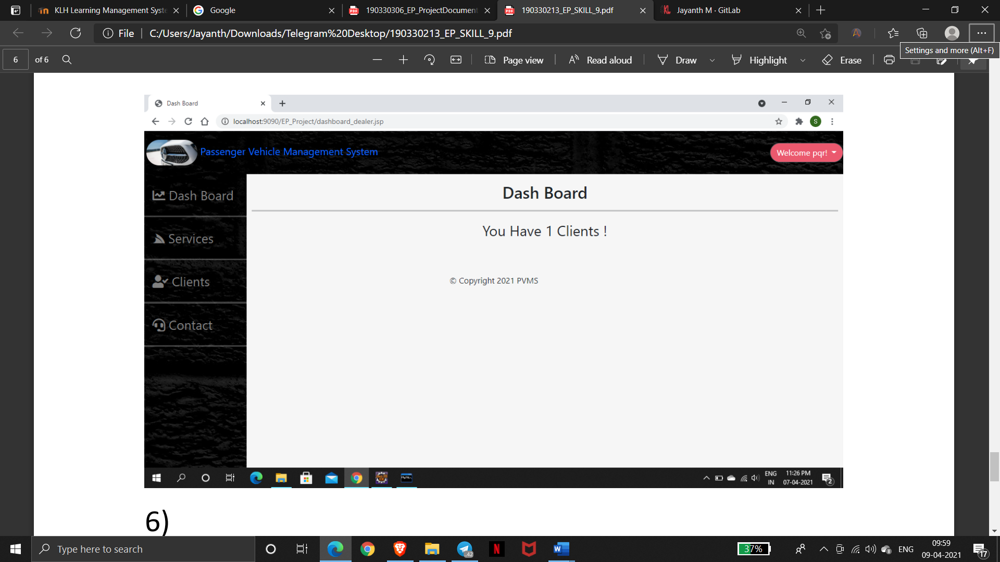 KLH Learning Management Syste
Google
190330306_EP_ProjectDocument
190330213_EP_SKILL_9.pdf
Jayanth M · GitLab
File
C:/Users/Jayanth/Downloads/Telegram%20Desktop/190330213_EP_SKILL_9.pdf
Settings and more (Alt+F)
6 of 6
Page view
Read aloud
Draw
Highlight
Erase
Dash Board
localhost:9090/EP_Project/dashboard_dealer.jsp
S
Passenger Vehicle Management System
Welcome pqr!
Dash Board
Services
Clients
Contact
Dash Board
You Have 1 Clients !
© Copyright 2021 PVMS
ENG
IN
11:26 PM
07-04-2021
2
6)
Type here to search
42
37%
ENG
09:59
09-04-2021
17